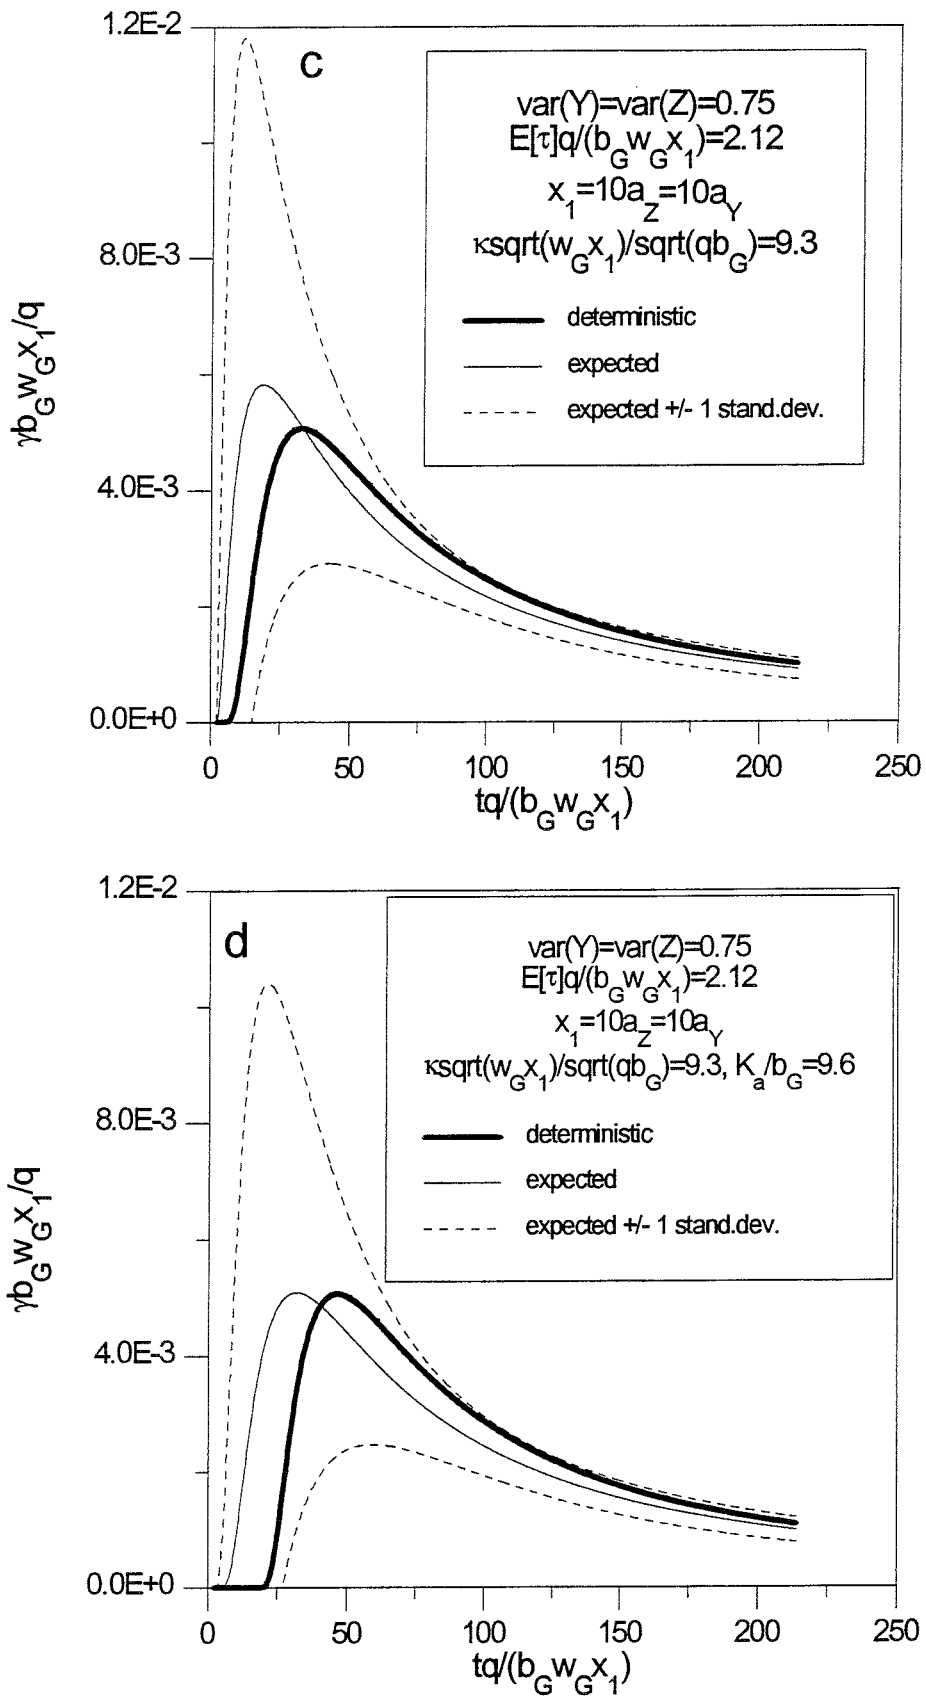 1.2E-2
c
var(Y)=var(Z)=0.75
E[τ]q/(b_Gw_Gx_1)=2.12
x_1=10a_Z=10a_Y
κsqrt(w_Gx_1)/sqrt(qb_G)=9.3
deterministic
expected
expected +/- 1 stand.dev.
8.0E-3
γb_Gw_Gx_1/q
4.0E-3
0.0E+0
0 50 100 150 200 250
tq/(b_Gw_Gx_1)
1.2E-2
d
var(Y)=var(Z)=0.75
E[τ]q/(b_Gw_Gx_1)=2.12
x_1=10a_Z=10a_Y
κsqrt(w_Gx_1)/sqrt(qb_G)=9.3, K_a/b_G=9.6
deterministic
expected
expected +/- 1 stand.dev.
8.0E-3
γb_Gw_Gx_1/q
4.0E-3
0.0E+0
0 50 100 150 200 250
tq/(b_Gw_Gx_1)